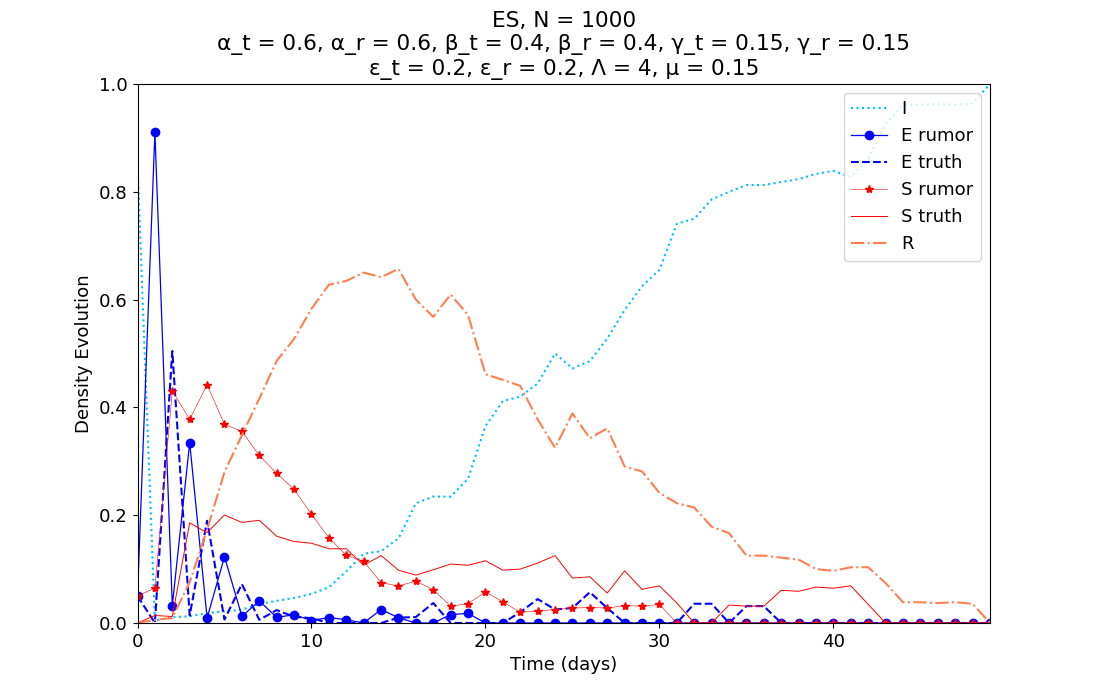 ES, N = 1000
α_t = 0.6, α_r = 0.6, β_t = 0.4, β_r = 0.4, γ_t = 0.15, γ_r = 0.15
ε_t = 0.2, ε_r = 0.2, Λ = 4, μ = 0.15
1.0
0.8
0.6
0.4
0.2
0.0
Density Evolution
I
E rumor
E truth
S rumor
S truth
R
0 10 20 30 40
Time (days)